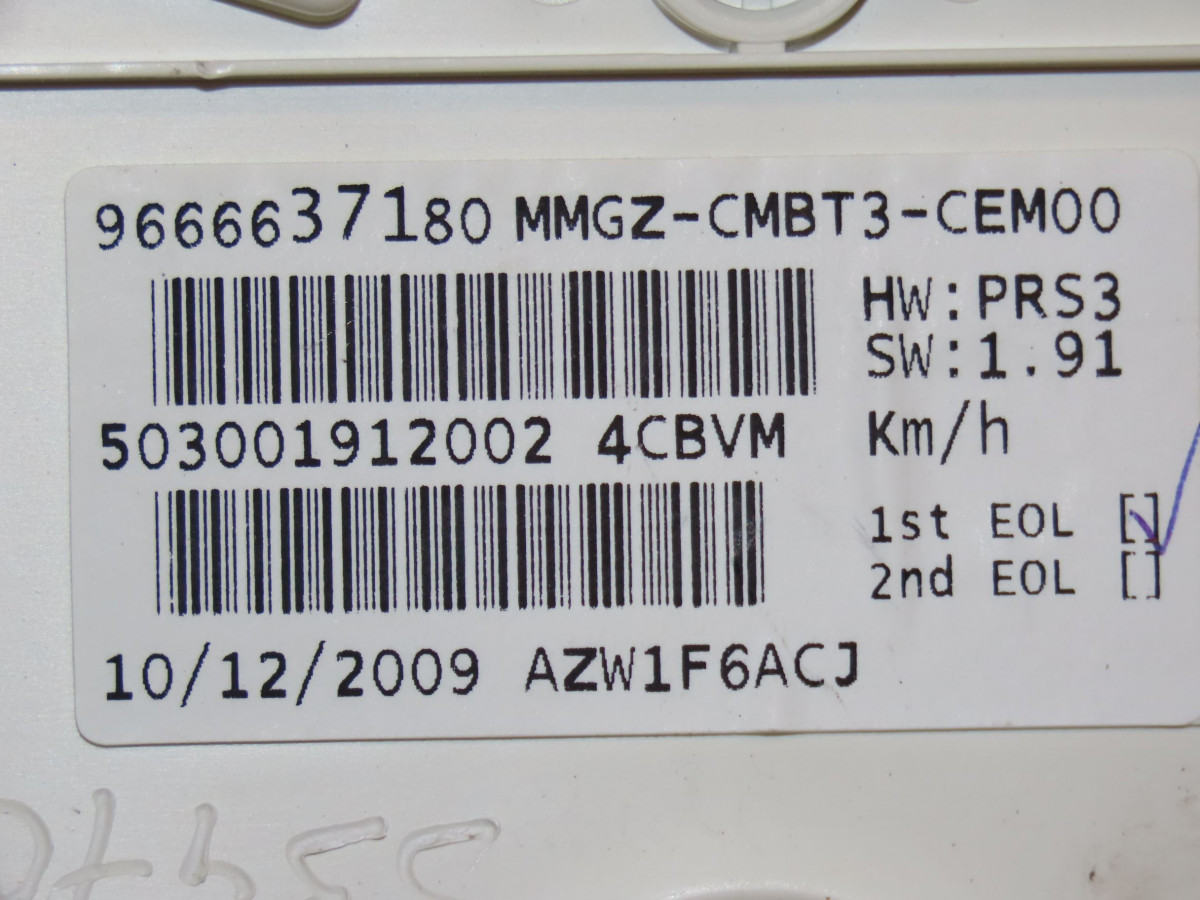 9666637180 MMGZ-CMBT3-CEM00
HW:PRS3
SW:1.91
503001912002 4CBVM
Km/h
1st EOL []
2nd EOL []
10/12/2009 AZW1F6ACJ